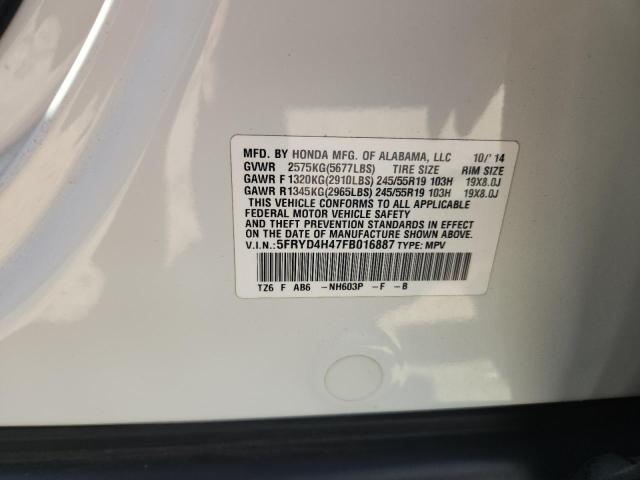 MFD. BY HONDA MFG. OF ALABAMA, LLC 10/'14
GVWR 2575KG(5677LBS) TIRE SIZE RIM SIZE
GAWR F 1320KG(2910LBS) 245/55R19 103H 19X8.0J
GAWR R 1345KG(2965LBS) 245/55R19 103H 19X8.0J
THIS VEHICLE CONFORMS TO ALL APPLICABLE
FEDERAL MOTOR VEHICLE SAFETY
AND THEFT PREVENTION STANDARDS IN
EFFECT ON THE DATE OF MANUFACTURE SHOWN ABOVE.
V.I.N.: 5FRYD4H47FB016887 TYPE: MPV
TZ6 F AB6 -NH603P -F -B